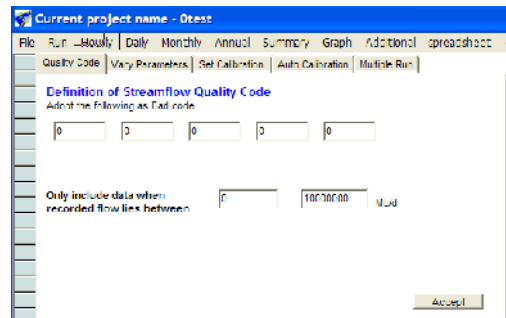 Current project name - 0test
File Run Hourly Daily Monthly Annual Summary Graph Additional spreadsheet
Quality Code Vary Parameters Set Calibration Auto Calibration Multiple Run
Definition of Streamflow Quality Code
Adopt the following as Bad code
0 0 0 0 0
Only include data when
recorded flow lies between
0 10000000 ML/d
Accept